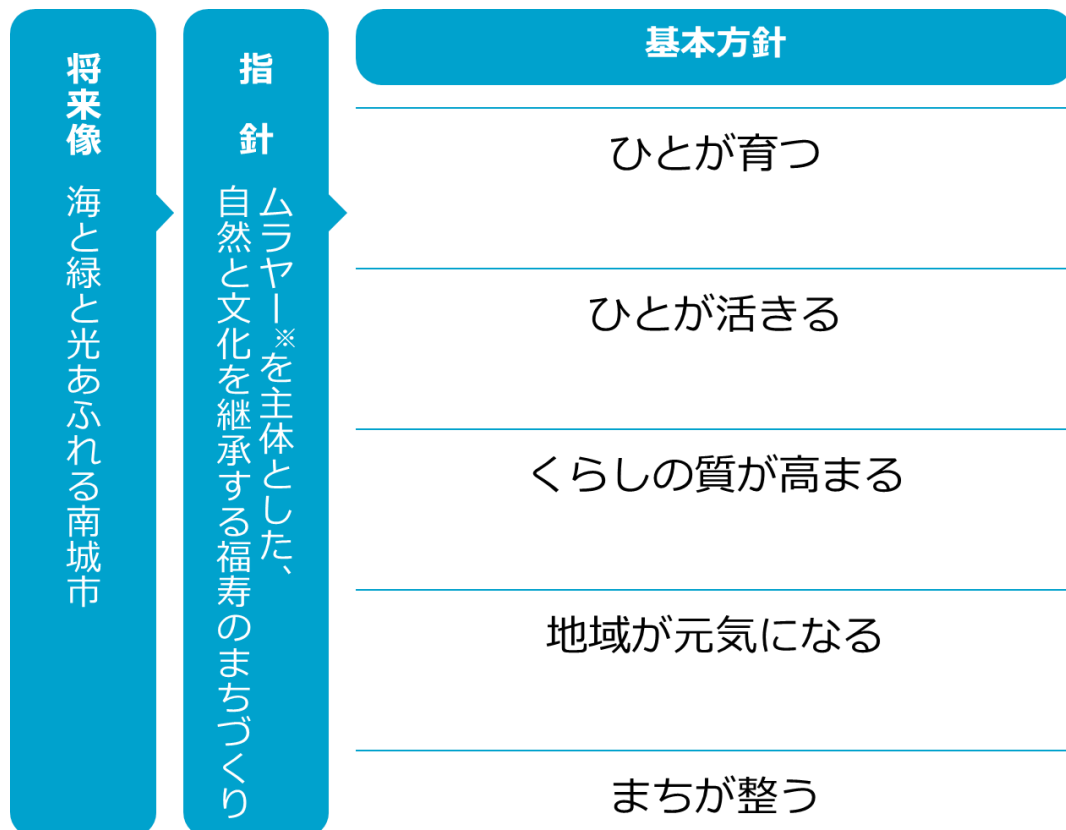 将来像
海と緑と光あふれる南城市
指針
ムラヤー※を主体とした、
自然と文化を継承する福寿のまちづくり
基本方針
ひとが育つ
ひとが活きる
くらしの質が高まる
地域が元気になる
まちが整う